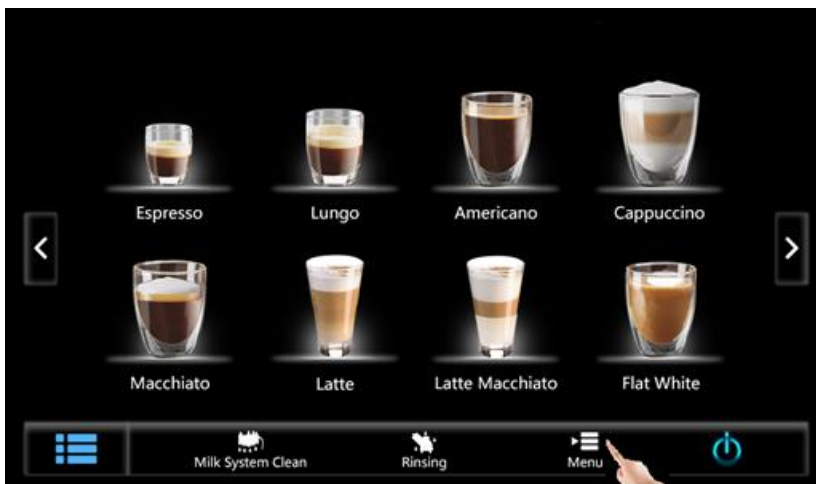 Espresso
Lungo
Americano
Cappuccino
Macchiato
Latte
Latte Macchiato
Flat White
Milk System Clean
Rinsing
Menu